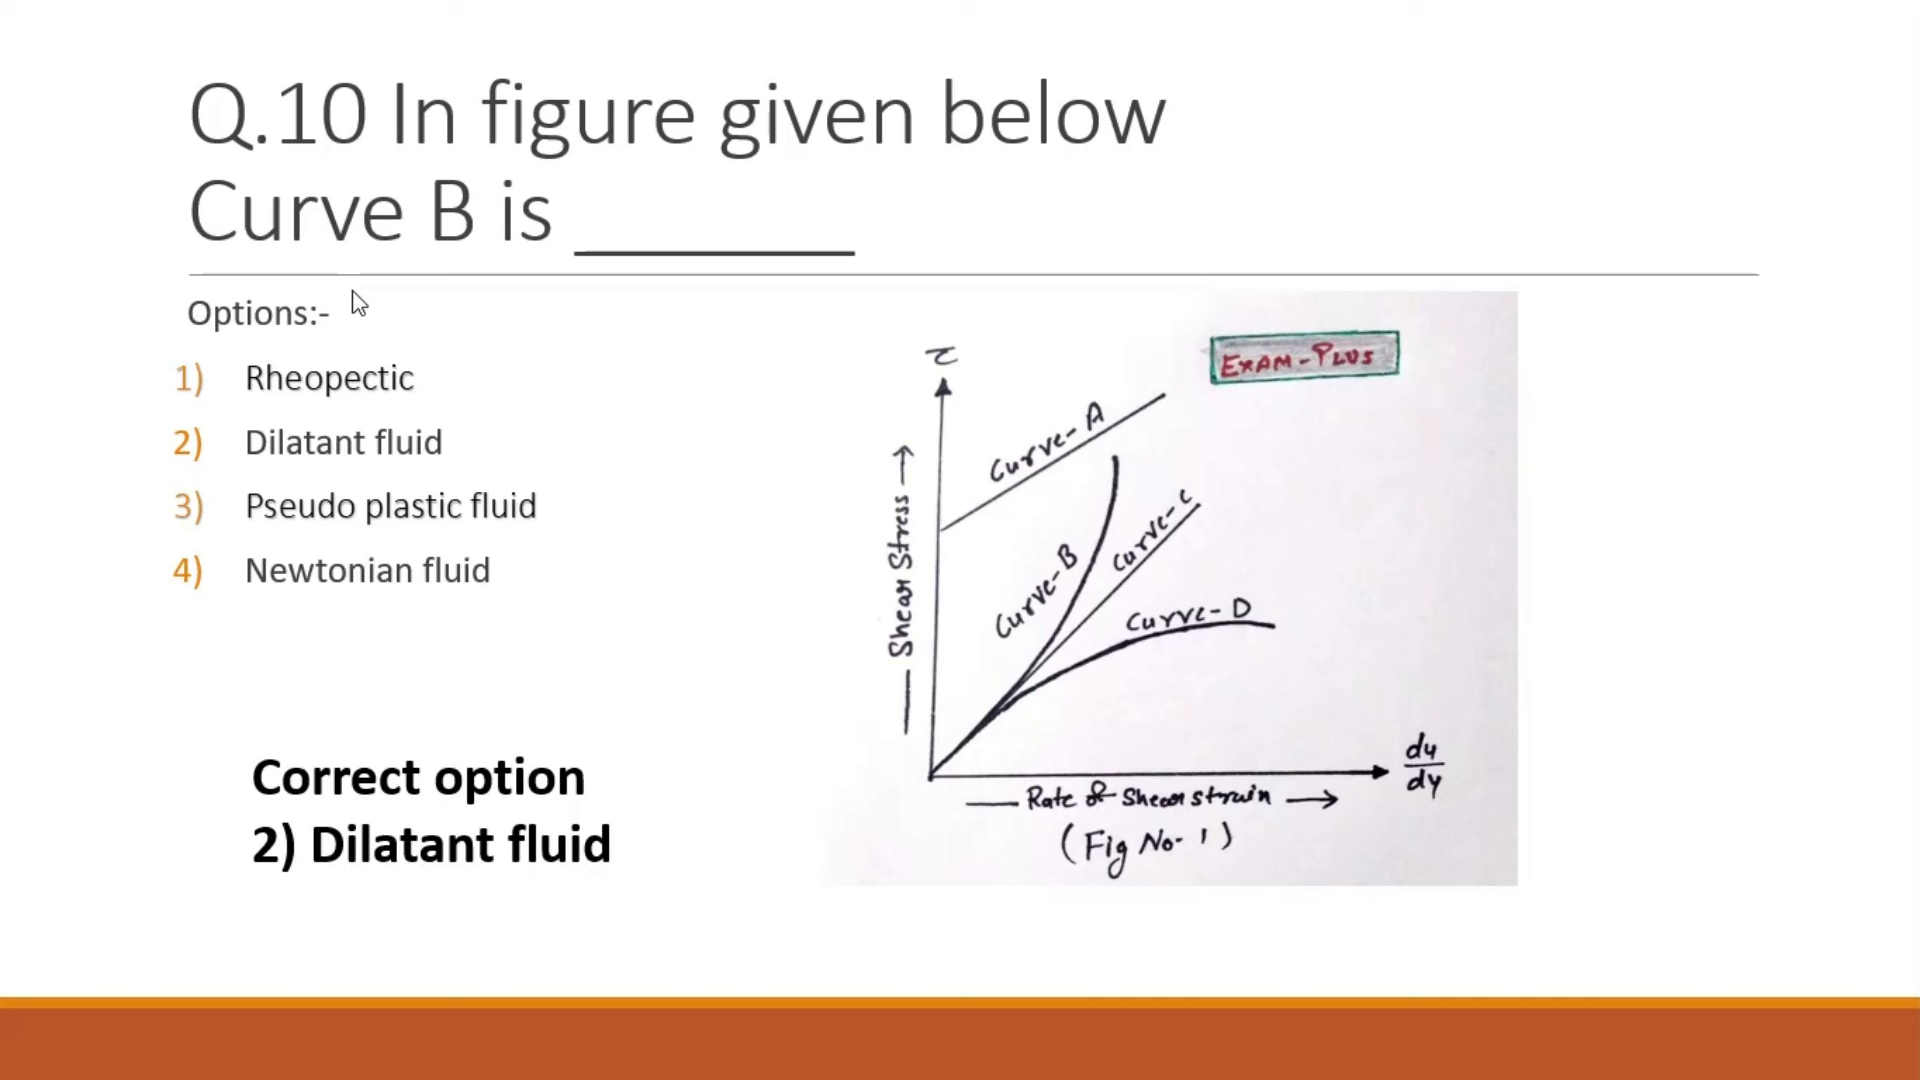 Q.10 In figure given below
Curve B is ________
Options:-
1) Rheopectic
2) Dilatant fluid
3) Pseudo plastic fluid
4) Newtonian fluid
Correct option
2) Dilatant fluid
EXAM-PLUS
τ
Shear Stress →
Curve-A
Curve-B
Curve-C
Curve-D
du
dy
Rate of Shear strain →
(Fig No-1)